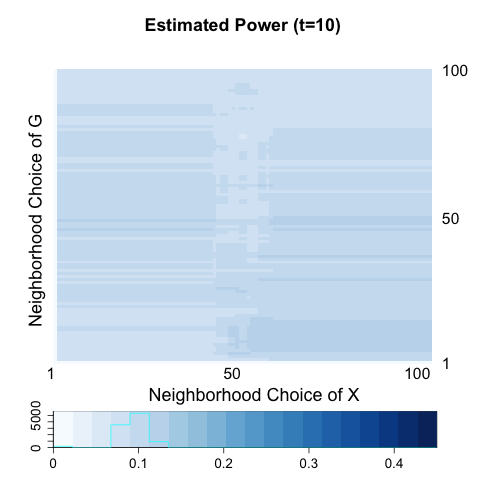 Estimated Power (t=10)
Neighborhood Choice of G
100
50
1
1 50 100
Neighborhood Choice of X
0 5000
0 0.1 0.2 0.3 0.4